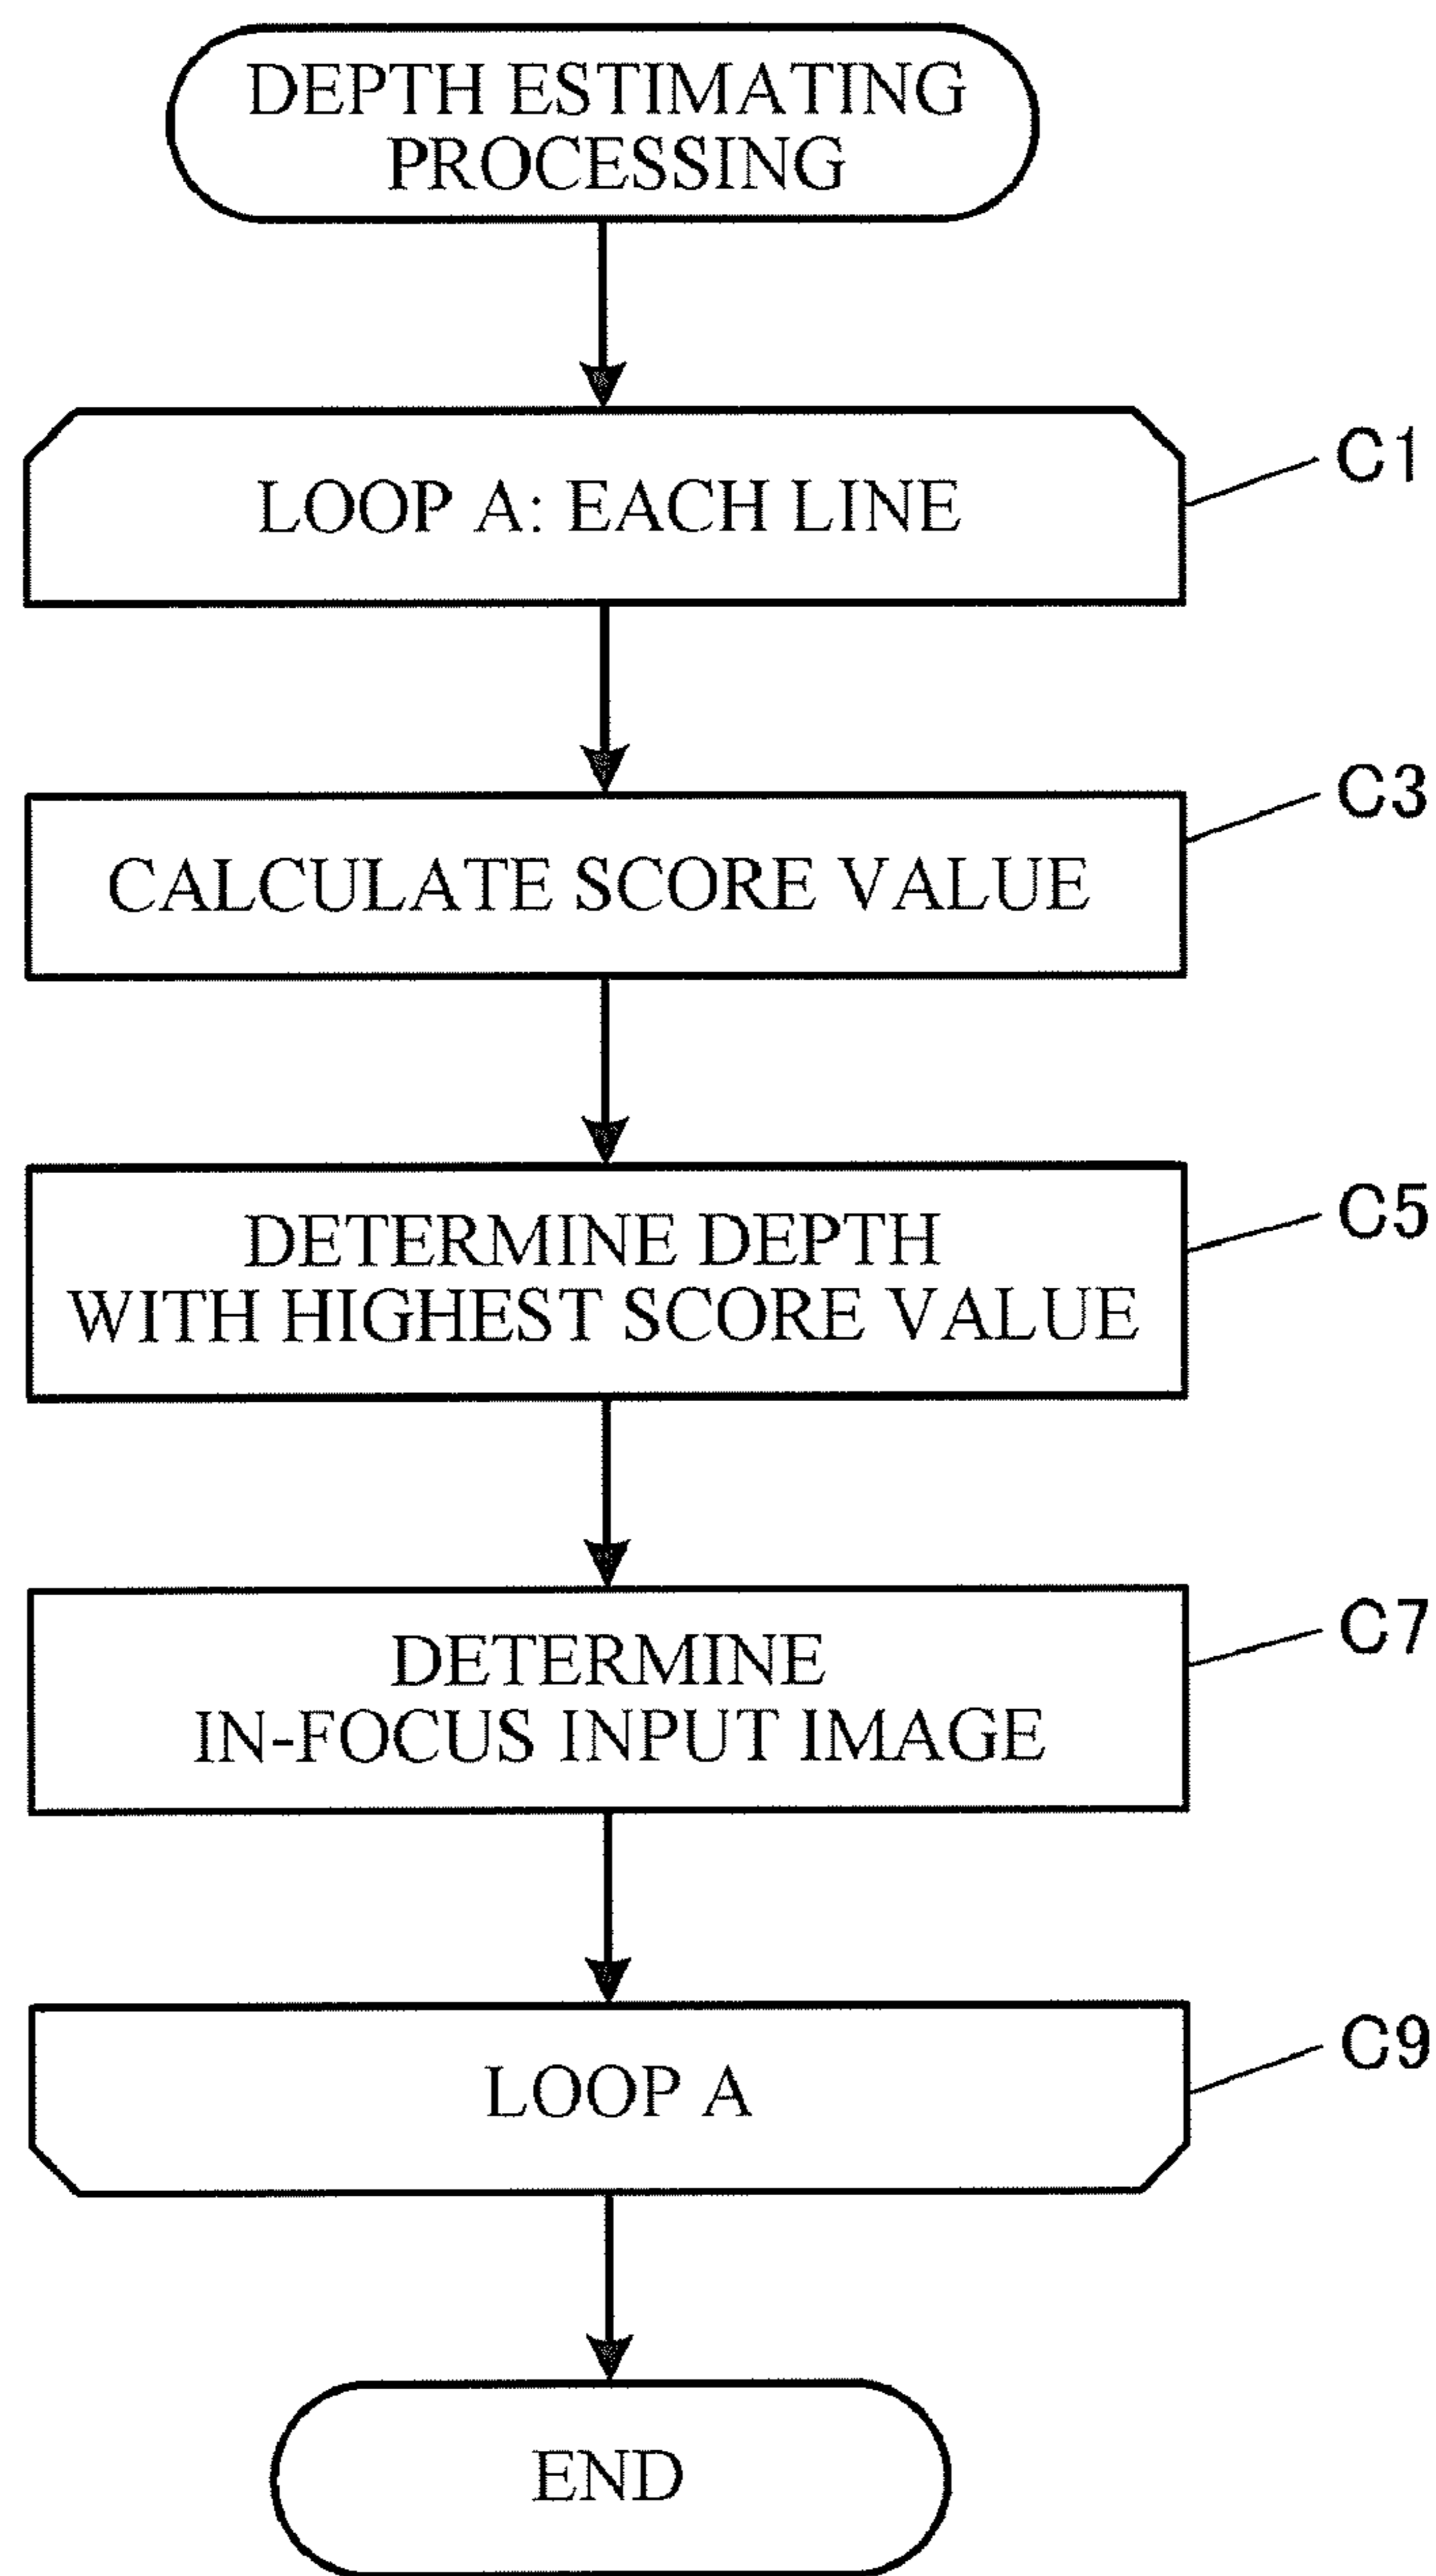 DEPTH ESTIMATING
PROCESSING
LOOP A: EACH LINE
C1
CALCULATE SCORE VALUE
C3
DETERMINE DEPTH
WITH HIGHEST SCORE VALUE
C5
DETERMINE
IN-FOCUS INPUT IMAGE
C7
LOOP A
C9
END